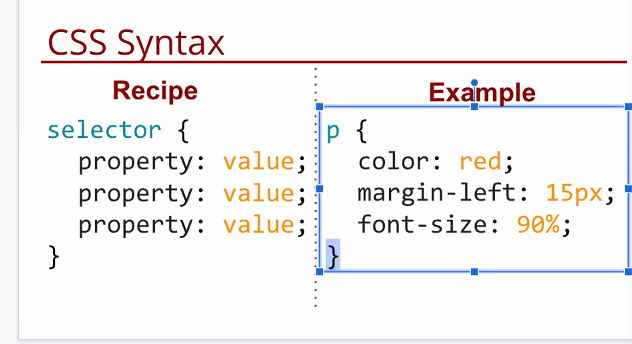 CSS Syntax
Recipe
selector {
property: value;
property: value;
property: value;
}
Example
p {
color: red;
margin-left: 15px;
font-size: 90%;
}